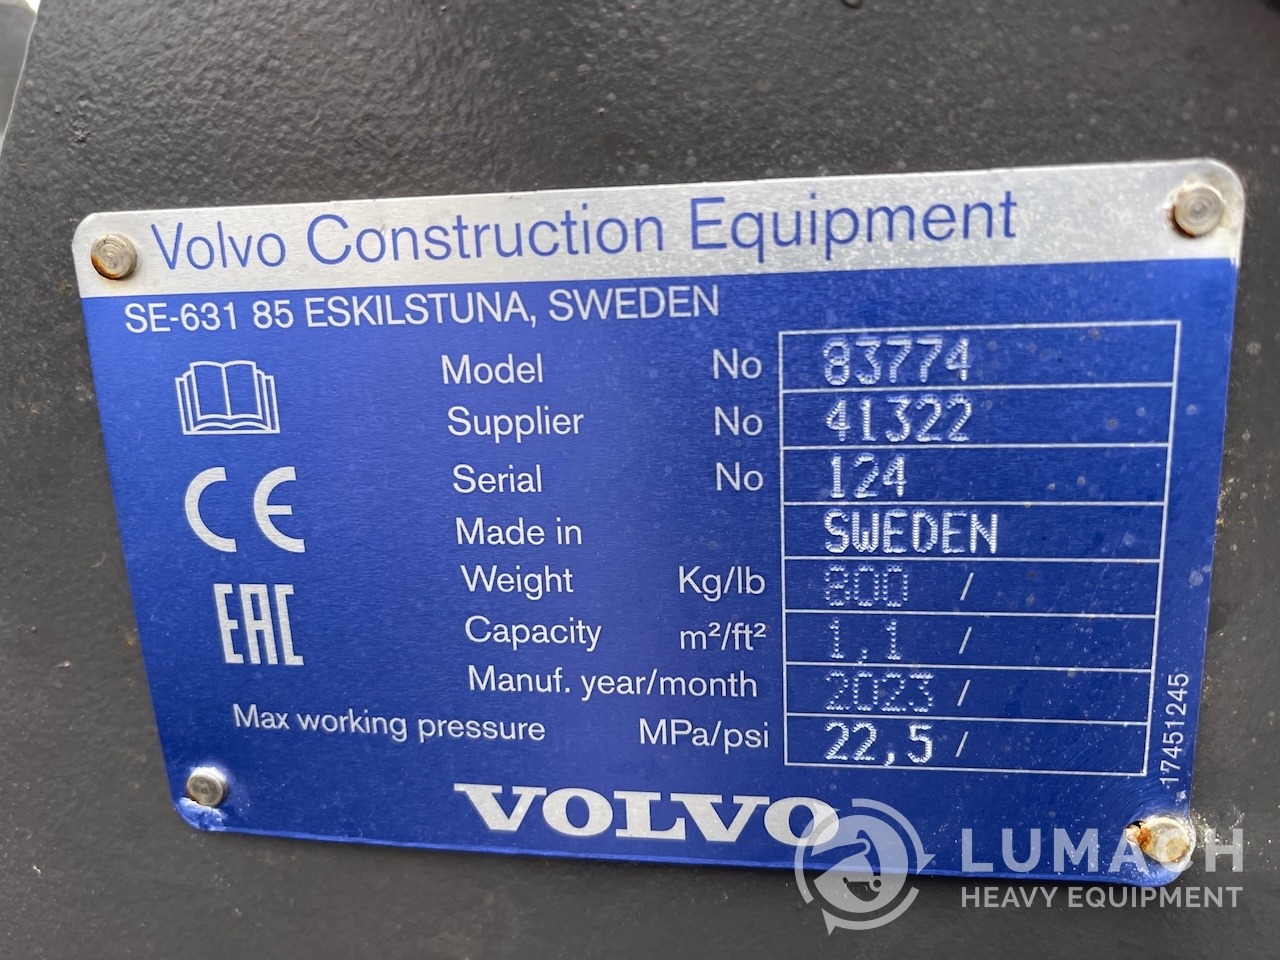 Volvo Construction Equipment
SE-631 85 ESKILSTUNA, SWEDEN
Model No 83774
Supplier No 41322
Serial No 124
Made in SWEDEN
Weight Kg/lb 800 /
Capacity m²/ft² 1,1 /
Manuf. year/month 2023 /
Max working pressure MPa/psi 22,5 /
CE
EAC
17451245
VOLVO
LUMACH
HEAVY EQUIPMENT